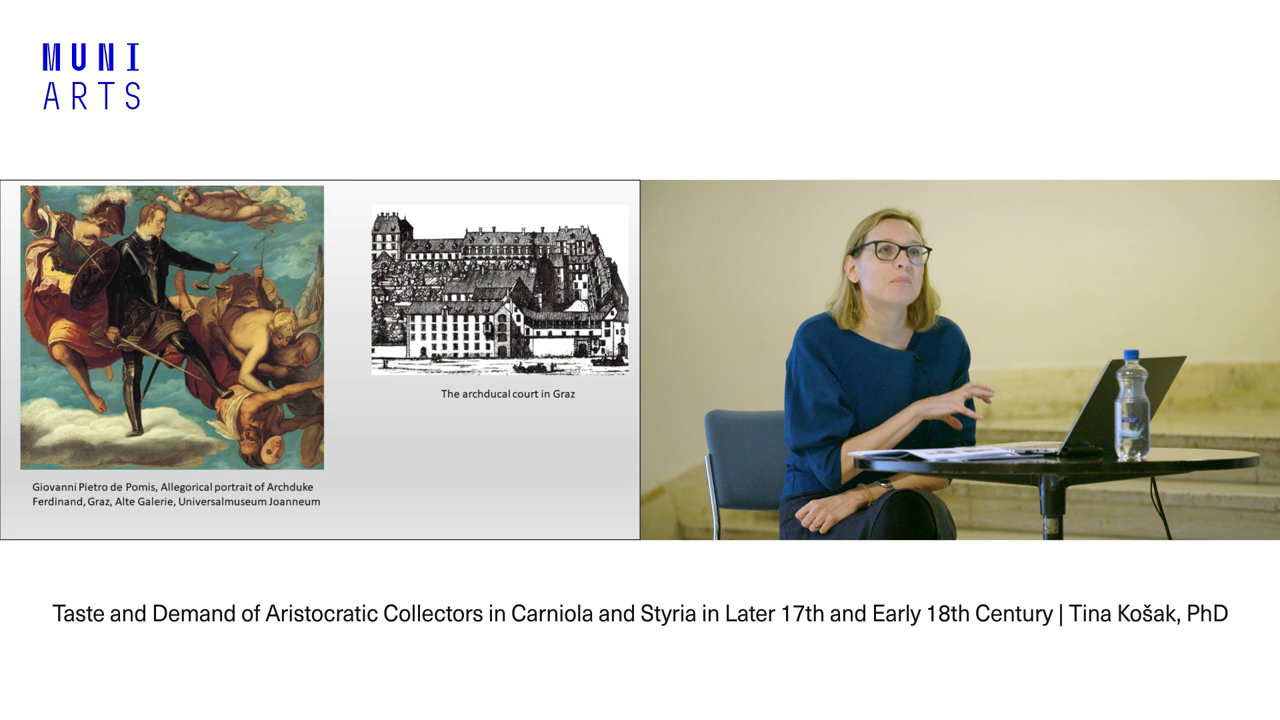 MUNI
ARTS
The archducal court in Graz
Giovanni Pietro de Pomis, Allegorical portrait of Archduke
Ferdinand, Graz, Alte Galerie, Universalmuseum Joanneum
Taste and Demand of Aristocratic Collectors in Carniola and Styria in Later 17th and Early 18th Century | Tina Košak, PhD